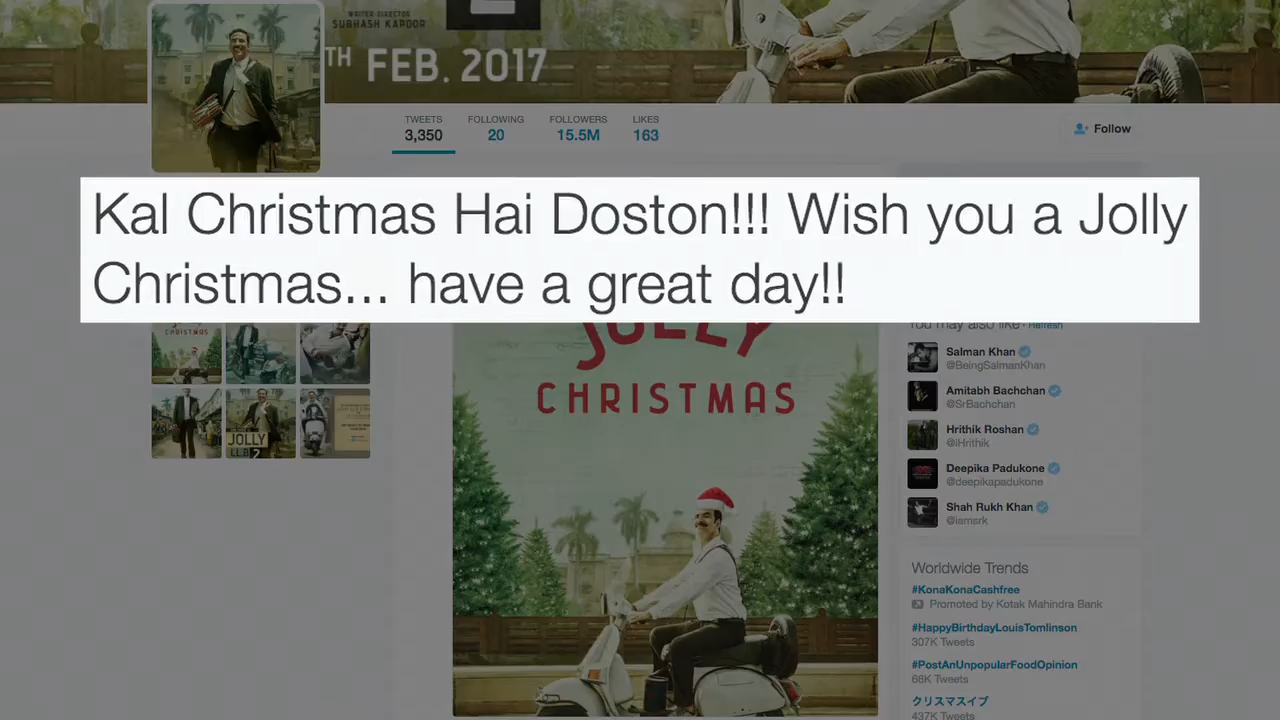 WRITER-DIRECTOR
SUBHASH KAPOOR
2
TH FEB. 2017
TWEETS
3,350
FOLLOWING
20
FOLLOWERS
15.5M
LIKES
163
Follow
Kal Christmas Hai Doston!!! Wish you a Jolly
Christmas... have a great day!!
JOLLY
CHRISTMAS
CHRISTMAS
JOLLY
LLB 2
You may also like · Refresh
Salman Khan
@BeingSalmanKhan
Amitabh Bachchan
@SrBachchan
Hrithik Roshan
@iHrithik
Deepika Padukone
@deepikapadukone
Shah Rukh Khan
@iamsrk
Worldwide Trends
#KonaKonaCashfree
Promoted by Kotak Mahindra Bank
#HappyBirthdayLouisTomlinson
307K Tweets
#PostAnUnpopularFoodOpinion
66K Tweets
クリスマスイブ
437K Tweets